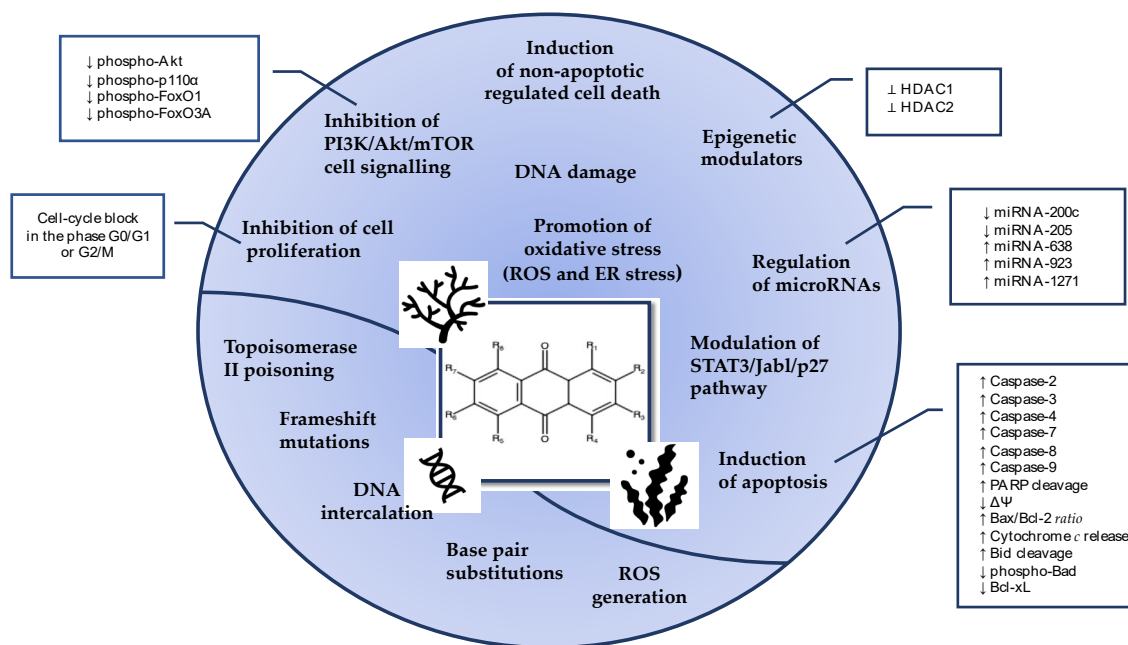 ↓ phospho-Akt
↓ phospho-p110α
↓ phospho-FoxO1
↓ phospho-FoxO3A
Induction
of non-apoptotic
regulated cell death
⊥ HDAC1
⊥ HDAC2
Inhibition of
PI3K/Akt/mTOR
cell signalling
Epigenetic
modulators
DNA damage
Cell-cycle block
in the phase G0/G1
or G2/M
Inhibition of cell
proliferation
Promotion of
oxidative stress
(ROS and ER stress)
Regulation
of microRNAs
↓ miRNA-200c
↓ miRNA-205
↑ miRNA-638
↑ miRNA-923
↑ miRNA-1271
Topoisomerase
II poisoning
R8 O R1
R7 R2
R6 R3
R5 O R4
Modulation of
STAT3/Jabl/p27
pathway
Frameshift
mutations
Induction
of apoptosis
↑ Caspase-2
↑ Caspase-3
↑ Caspase-4
↑ Caspase-7
↑ Caspase-8
↑ Caspase-9
↑ PARP cleavage
↓ ΔΨ
↑ Bax/Bcl-2 ratio
↑ Cytochrome c release
↑ Bid cleavage
↓ phospho-Bad
↓ Bcl-xL
DNA
intercalation
Base pair
substitutions
ROS
generation